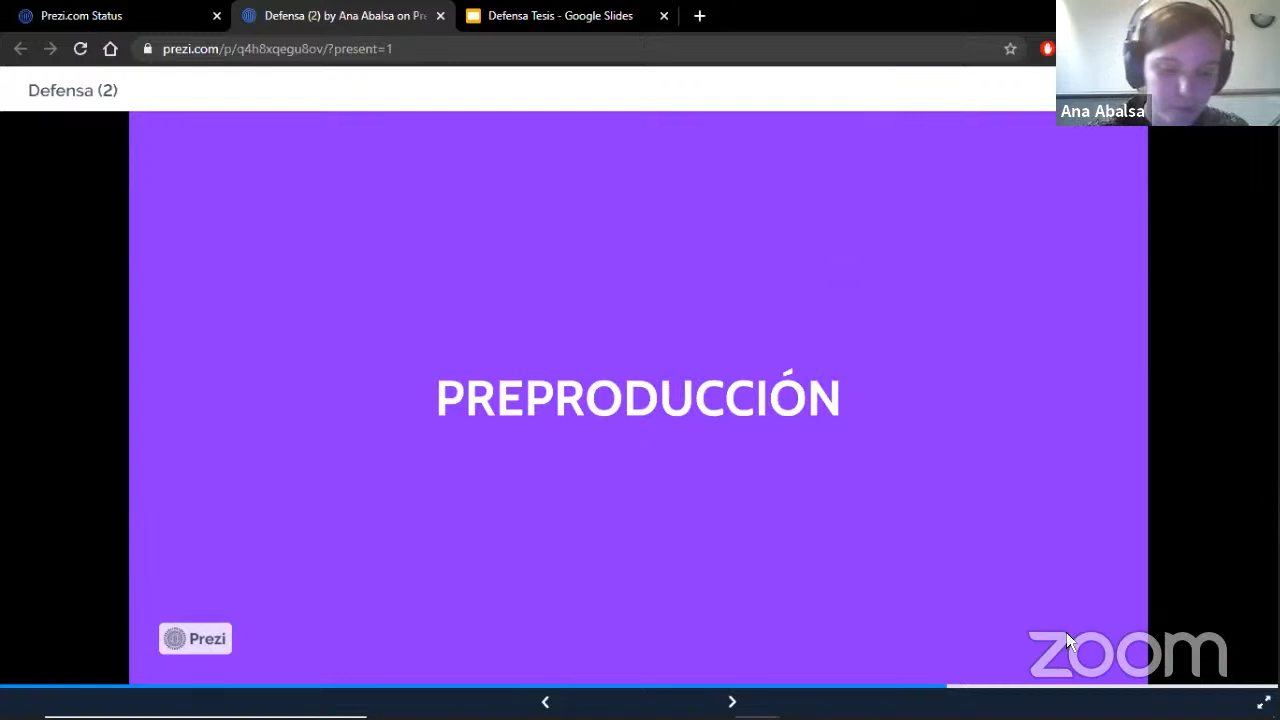 Prezi.com Status
Defensa (2) by Ana Abalsa on Pre
Defensa Tesis - Google Slides
prezi.com/p/q4h8xqegu8ov/?present=1
Defensa (2)
Ana Abalsa
PREPRODUCCIÓN
Prezi
zoom